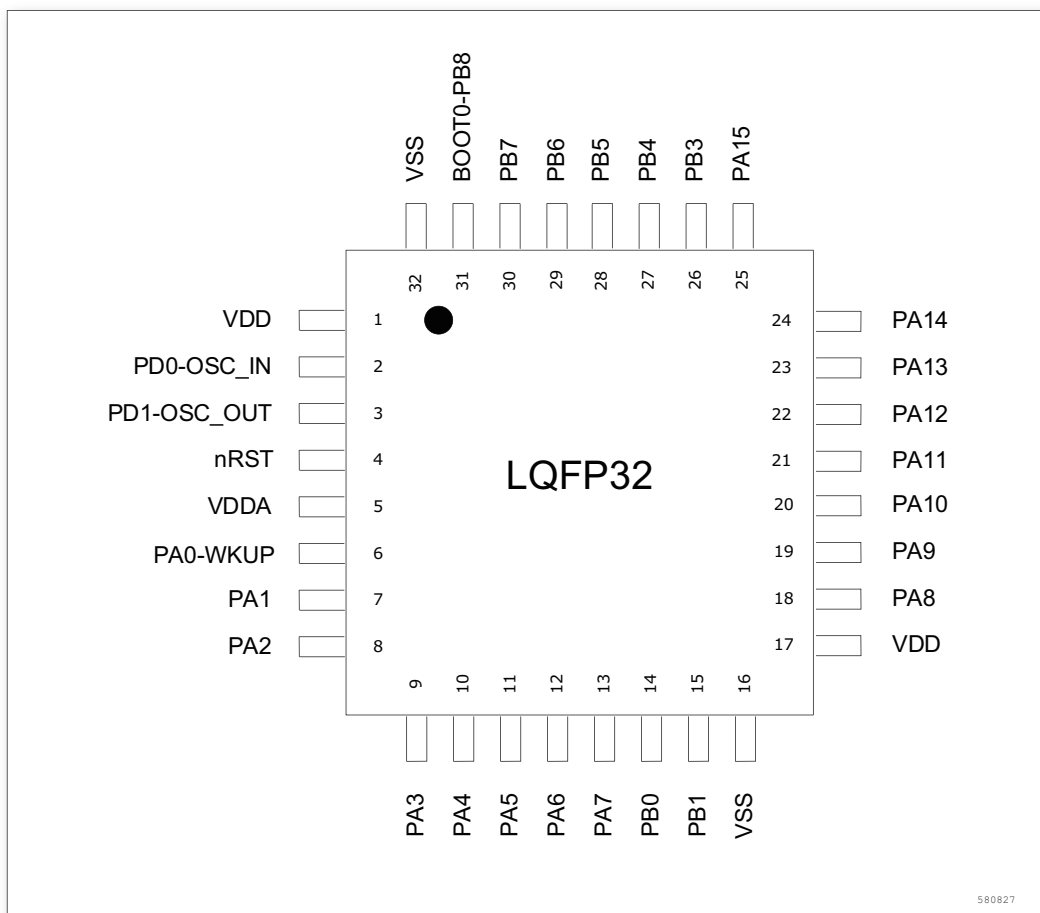 VSS
BOOT0-PB8
PB7
PB6
PB5
PB4
PB3
PA15
32
31
30
29
28
27
26
25
VDD 1
PD0-OSC_IN 2
PD1-OSC_OUT 3
nRST 4
VDDA 5
PA0-WKUP 6
PA1 7
PA2 8
LQFP32
24 PA14
23 PA13
22 PA12
21 PA11
20 PA10
19 PA9
18 PA8
17 VDD
9
10
11
12
13
14
15
16
PA3
PA4
PA5
PA6
PA7
PB0
PB1
VSS
580827